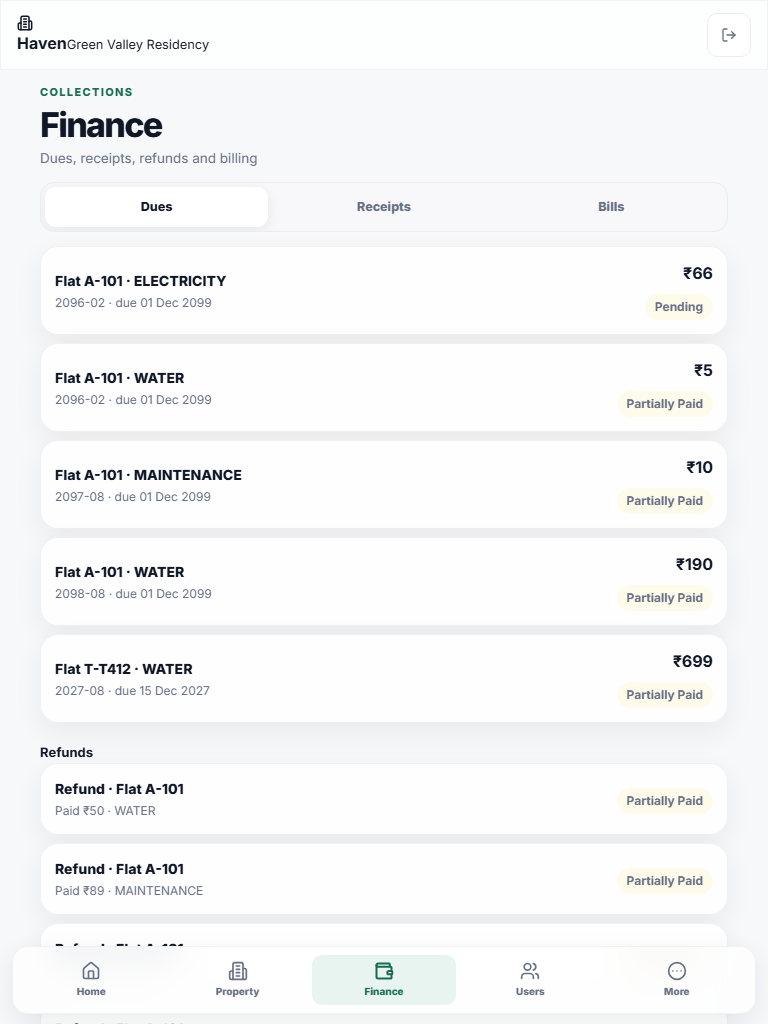 HavenGreen Valley Residency
COLLECTIONS
Finance
Dues, receipts, refunds and billing
Dues Receipts Bills
Flat A-101 · ELECTRICITY
₹66
2096-02 · due 01 Dec 2099
Pending
Flat A-101 · WATER
₹5
2096-02 · due 01 Dec 2099
Partially Paid
Flat A-101 · MAINTENANCE
₹10
2097-08 · due 01 Dec 2099
Partially Paid
Flat A-101 · WATER
₹190
2098-08 · due 01 Dec 2099
Partially Paid
Flat T-T412 · WATER
₹699
2027-08 · due 15 Dec 2027
Partially Paid
Refunds
Refund · Flat A-101
Paid ₹50 · WATER
Partially Paid
Refund · Flat A-101
Paid ₹89 · MAINTENANCE
Partially Paid
Refund · Flat A-101
Home Property Finance Users More